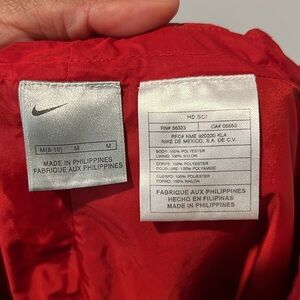 M(8-10) M M
MADE IN PHILIPPINES
FABRIQUE AUX PHILIPPINES
HD SCI
RN# 56323 CA# 05553
RFC# NME 920220 KL4
NIKE DE MEXICO, S.A. DE C.V.
BODY: 100% POLYESTER
LINING: 100% NYLON
CORPS: 100% POLYESTER
DOUBLURE: 100% POLYAMIDE
CUERPO: 100% POLIESTER
FORRO: 100% NAILON
FABRIQUE AUX PHILIPPINES
HECHO EN FILIPINAS
MADE IN PHILIPPINES